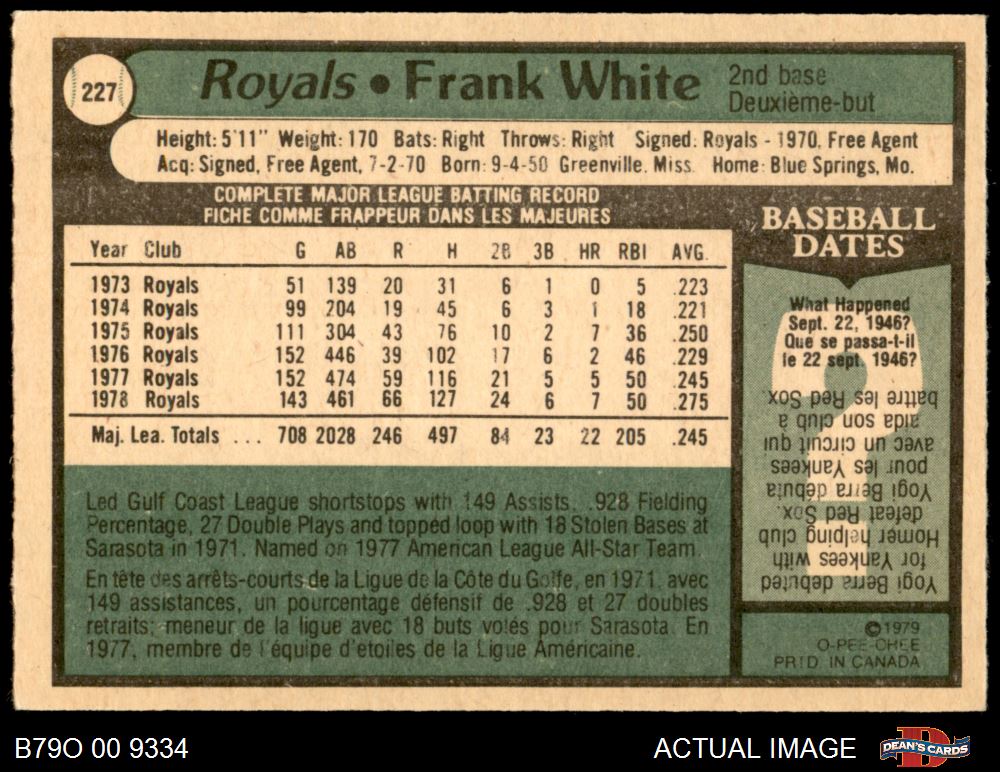 227
Royals • Frank White
2nd base
Deuxième-but
Height: 5'11" Weight: 170 Bats: Right Throws: Right Signed: Royals - 1970, Free Agent
Acq: Signed, Free Agent, 7-2-70 Born: 9-4-50 Greenville, Miss. Home: Blue Springs, Mo.
COMPLETE MAJOR LEAGUE BATTING RECORD
FICHE COMME FRAPPEUR DANS LES MAJEURES
Year Club G AB R H 2B 3B HR RBI AVG.
1973 Royals 51 139 20 31 6 1 0 5 .223
1974 Royals 99 204 19 45 6 3 1 18 .221
1975 Royals 111 304 43 76 10 2 7 36 .250
1976 Royals 152 446 39 102 17 6 2 46 .229
1977 Royals 152 474 59 116 21 5 5 50 .245
1978 Royals 143 461 66 127 24 6 7 50 .275
Maj. Lea. Totals ... 708 2028 246 497 84 23 22 205 .245
Led Gulf Coast League shortstops with 149 Assists, .928 Fielding
Percentage, 27 Double Plays and topped loop with 18 Stolen Bases at
Sarasota in 1971. Named on 1977 American League All-Star Team.
En tête des arrêts-courts de la Ligue de la Côte du Golfe, en 1971, avec
149 assistances, un pourcentage défensif de .928 et 27 doubles
retraits; meneur de la ligue avec 18 buts volés pour Sarasota. En
1977, membre de l'équipe d'etoiles de la Ligue Américaine.
BASEBALL
DATES
What Happened
Sept. 22, 1946?
Que se passa-t-il
le 22 sept. 1946?
Yogi Berra debuted
for Yankees with
Homer helping club
defeat Red Sox.
Yogi Berra débuta
pour les Yankees
avec un circuit qui
aida son club à
battre les Red Sox
©1979
O-PEE-CHEE
PRTD IN CANADA
B79O 00 9334
ACTUAL IMAGE
D
DEAN'S CARDS